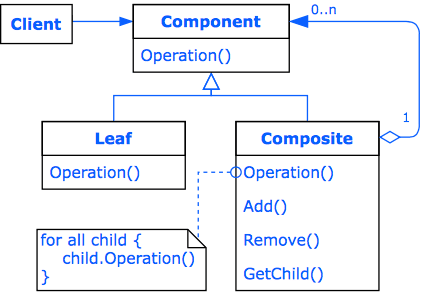 Client
Component
Operation()
0..n
1
Leaf
Operation()
Composite
Operation()
Add()
Remove()
GetChild()
for all child {
child.Operation()
}